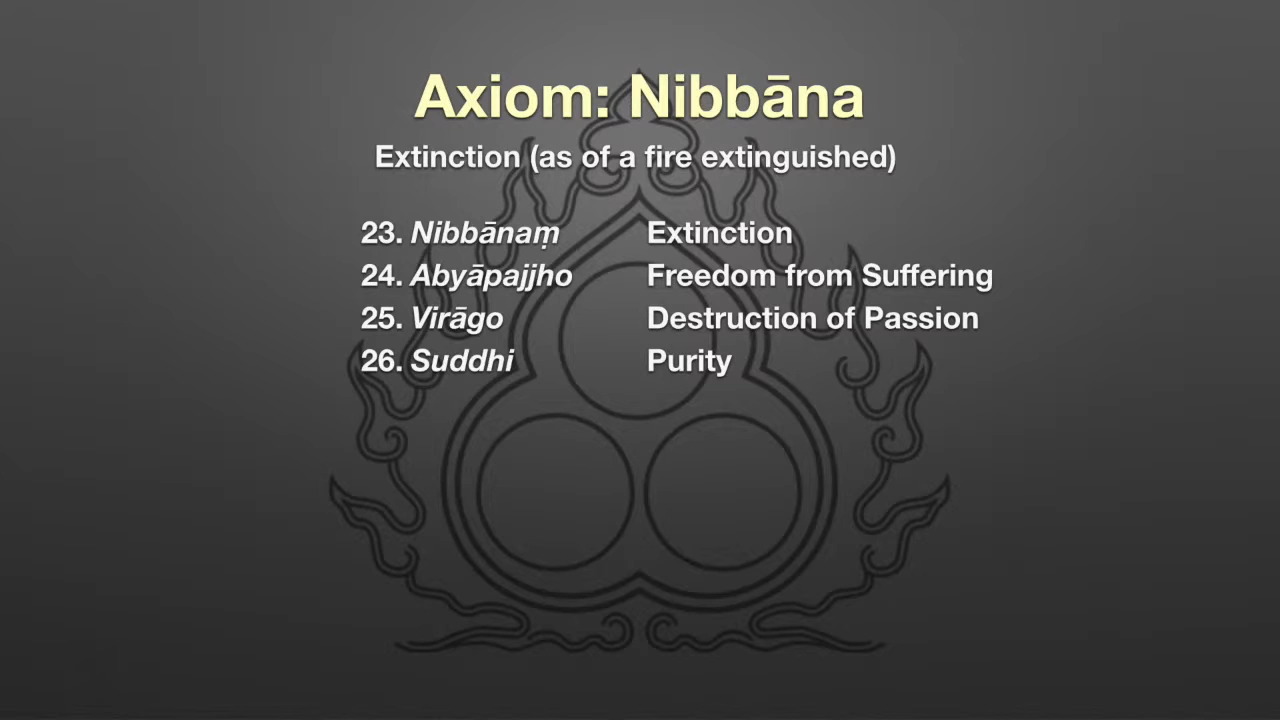 Axiom: Nibbāna
Extinction (as of a fire extinguished)
23. Nibbānaṃ Extinction
24. Abyāpajjho Freedom from Suffering
25. Virāgo Destruction of Passion
26. Suddhi Purity